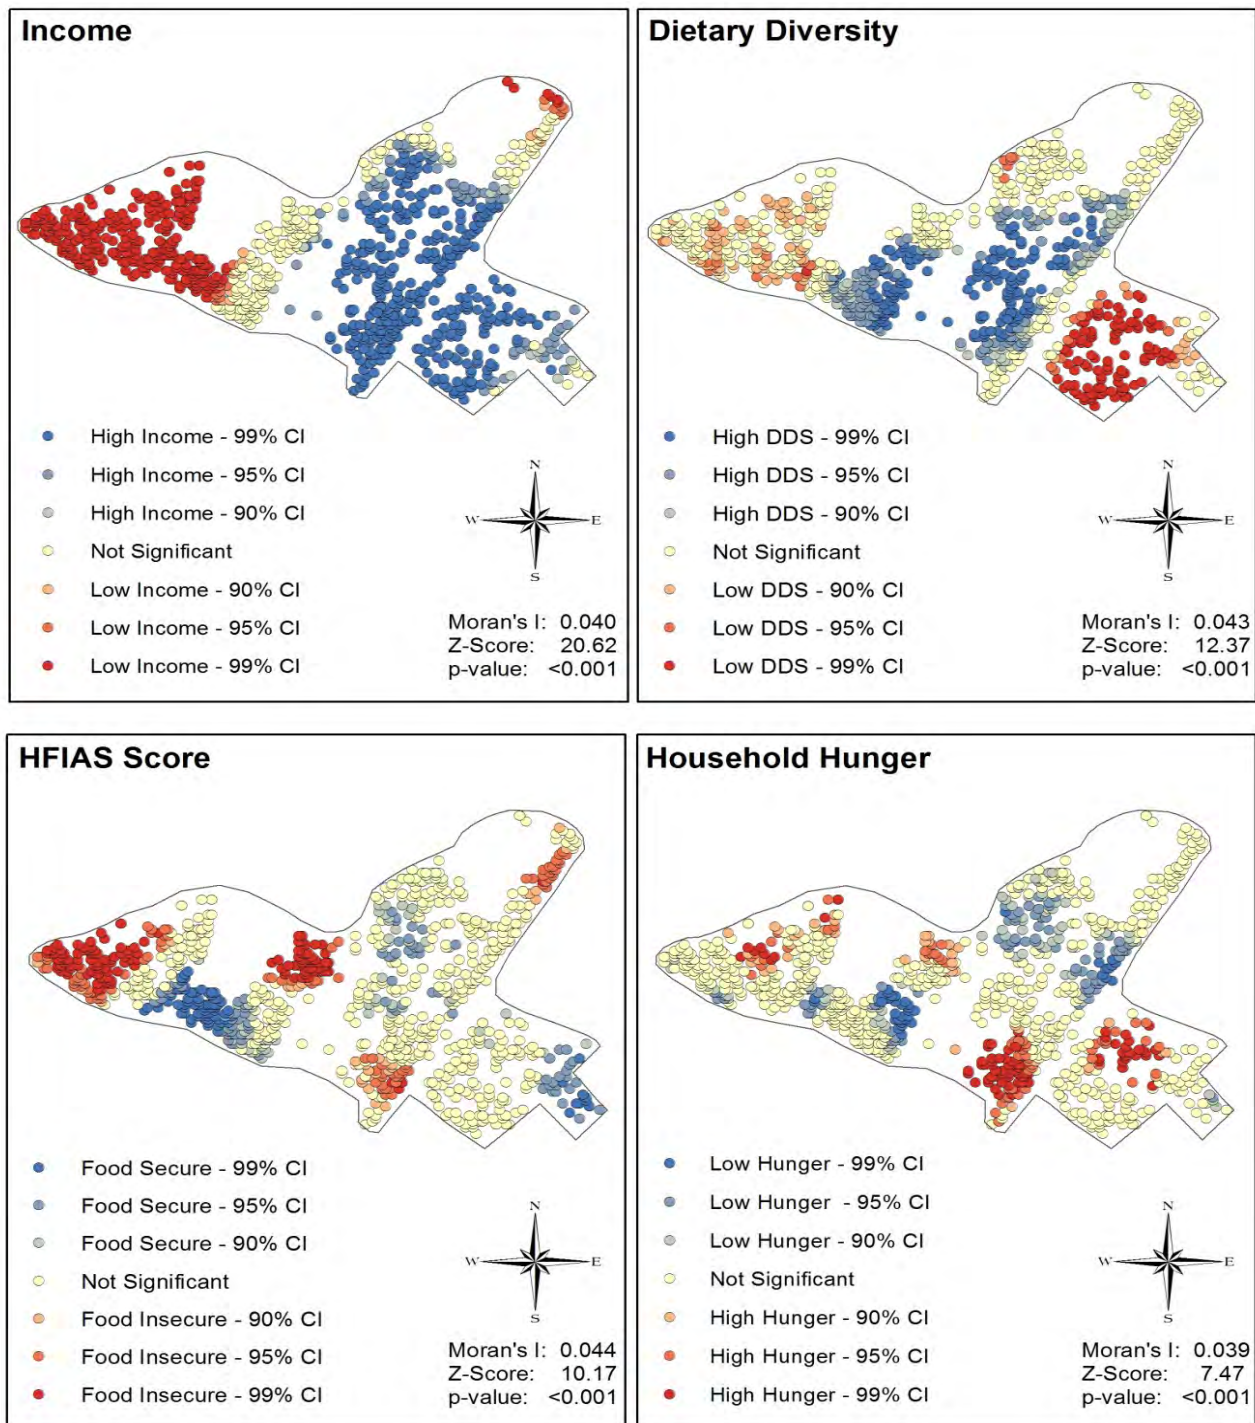 Income
High Income - 99% CI
High Income - 95% CI
High Income - 90% CI
Not Significant
Low Income - 90% CI
Low Income - 95% CI
Low Income - 99% CI
N
W E
S
Moran's I: 0.040
Z-Score: 20.62
p-value: <0.001
Dietary Diversity
High DDS - 99% CI
High DDS - 95% CI
High DDS - 90% CI
Not Significant
Low DDS - 90% CI
Low DDS - 95% CI
Low DDS - 99% CI
N
W E
S
Moran's I: 0.043
Z-Score: 12.37
p-value: <0.001
HFIAS Score
Food Secure - 99% CI
Food Secure - 95% CI
Food Secure - 90% CI
Not Significant
Food Insecure - 90% CI
Food Insecure - 95% CI
Food Insecure - 99% CI
N
W E
S
Moran's I: 0.044
Z-Score: 10.17
p-value: <0.001
Household Hunger
Low Hunger - 99% CI
Low Hunger - 95% CI
Low Hunger - 90% CI
Not Significant
High Hunger - 90% CI
High Hunger - 95% CI
High Hunger - 99% CI
N
W E
S
Moran's I: 0.039
Z-Score: 7.47
p-value: <0.001